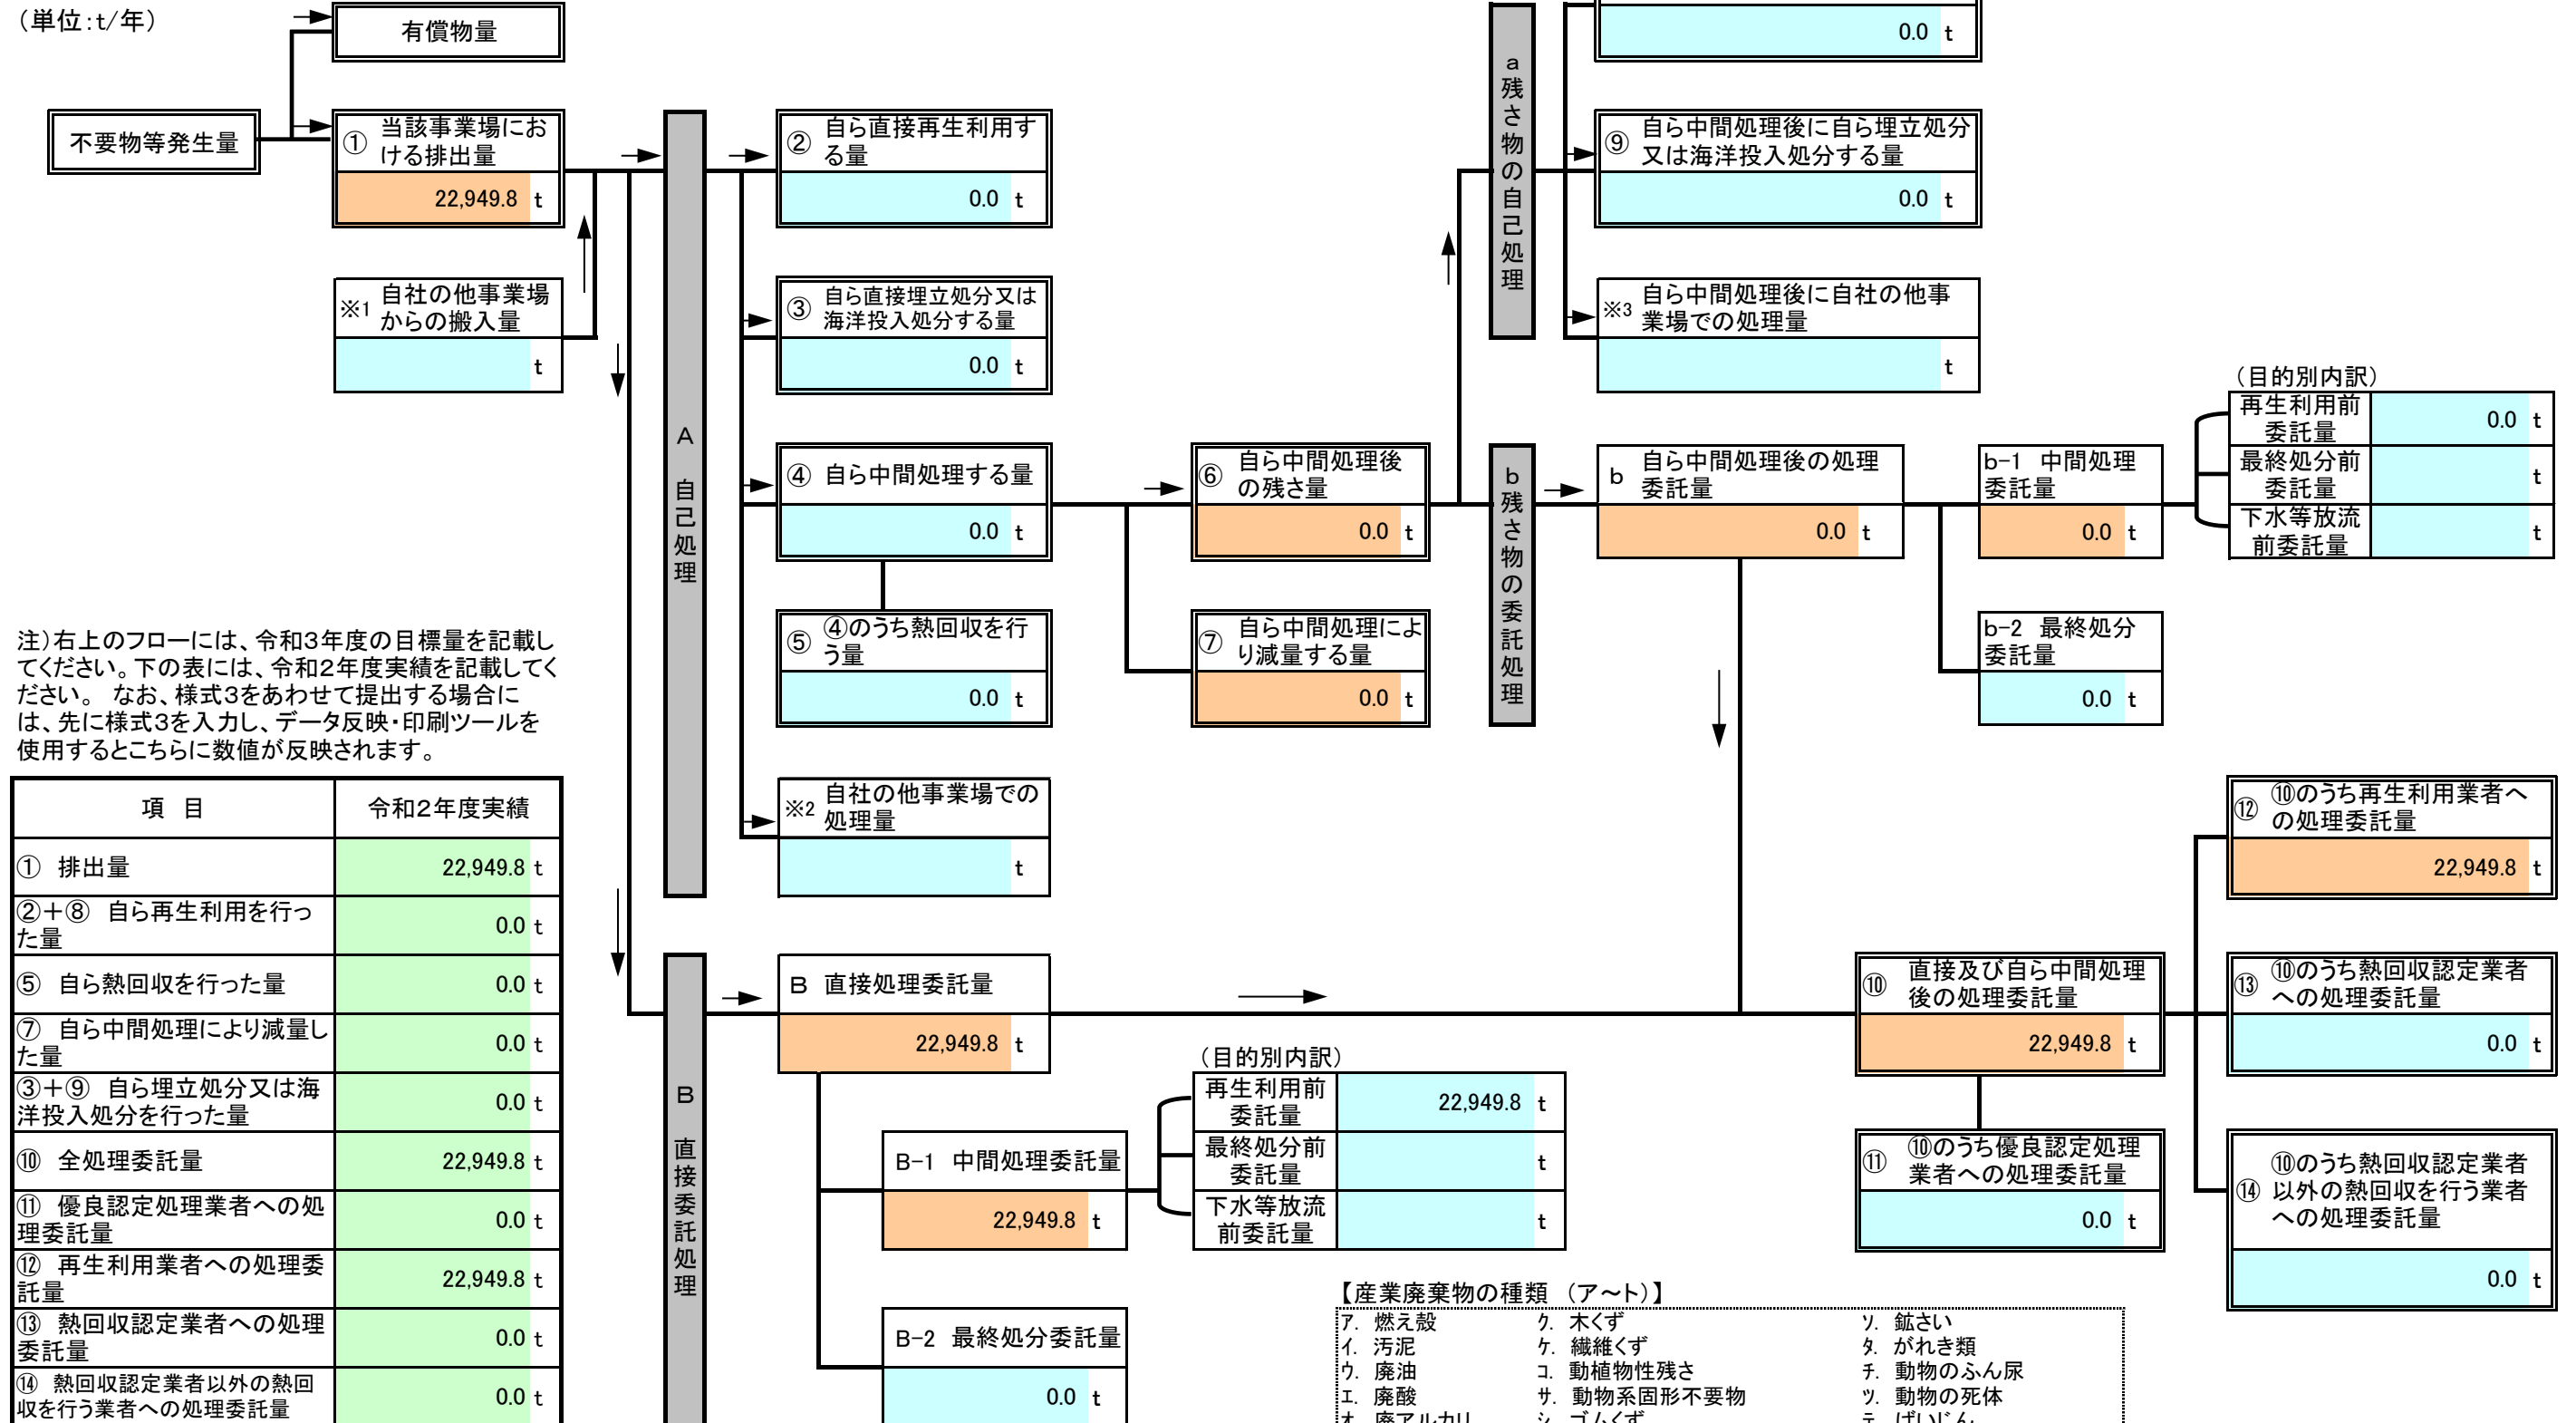 （単位：t/年）
有償物量
不要物等発生量
① 当該事業場にお
ける排出量
22,949.8 t
※1 自社の他事業場
からの搬入量
t
A 自己処理
② 自ら直接再生利用す
る量
0.0 t
③ 自ら直接埋立処分又は
海洋投入処分する量
0.0 t
④ 自ら中間処理する量
0.0 t
⑤ ④のうち熱回収を行
う量
0.0 t
※2 自社の他事業場での
処理量
t
⑥ 自ら中間処理後
の残さ量
0.0 t
⑦ 自ら中間処理によ
り減量する量
0.0 t
a 残さ物の自己処理
0.0 t
⑨ 自ら中間処理後に自ら埋立処分
又は海洋投入処分する量
0.0 t
※3 自ら中間処理後に自社の他事
業場での処理量
t
b 残さ物の委託処理
b 自ら中間処理後の処理
委託量
0.0 t
b-1 中間処理
委託量
0.0 t
（目的別内訳）
再生利用前
委託量
0.0 t
最終処分前
委託量
t
下水等放流
前委託量
t
b-2 最終処分
委託量
0.0 t
注）右上のフローには、令和３年度の目標量を記載し
てください。下の表には、令和２年度実績を記載してく
ださい。 なお、様式３をあわせて提出する場合に
は、先に様式３を入力し、データ反映・印刷ツールを
使用するとこちらに数値が反映されます。
項 目 令和２年度実績
① 排出量 22,949.8 t
②＋⑧ 自ら再生利用を行っ
た量
0.0 t
⑤ 自ら熱回収を行った量 0.0 t
⑦ 自ら中間処理により減量し
た量
0.0 t
③＋⑨ 自ら埋立処分又は海
洋投入処分を行った量
0.0 t
⑩ 全処理委託量 22,949.8 t
⑪ 優良認定処理業者への処
理委託量
0.0 t
⑫ 再生利用業者への処理委
託量
22,949.8 t
⑬ 熱回収認定業者への処理
委託量
0.0 t
⑭ 熱回収認定業者以外の熱回
収を行う業者への処理委託量
0.0 t
B 直接委託処理
B 直接処理委託量
22,949.8 t
B-1 中間処理委託量
22,949.8 t
（目的別内訳）
再生利用前
委託量
22,949.8 t
最終処分前
委託量
t
下水等放流
前委託量
t
B-2 最終処分委託量
0.0 t
⑩ 直接及び自ら中間処理
後の処理委託量
22,949.8 t
⑪ ⑩のうち優良認定処理
業者への処理委託量
0.0 t
⑫ ⑩のうち再生利用業者へ
の処理委託量
22,949.8 t
⑬ ⑩のうち熱回収認定業者
への処理委託量
0.0 t
⑭ ⑩のうち熱回収認定業者
以外の熱回収を行う業者
への処理委託量
0.0 t
【産業廃棄物の種類 （ア～ト）】
ｱ. 燃え殻 ｸ. 木くず ｿ. 鉱さい
ｲ. 汚泥 ｹ. 繊維くず ﾀ. がれき類
ｳ. 廃油 ｺ. 動植物性残さ ﾁ. 動物のふん尿
ｴ. 廃酸 ｻ. 動物系固形不要物 ﾂ. 動物の死体
ｵ. 廃アルカリ ｼ. ゴムくず ﾃ. ばいじん